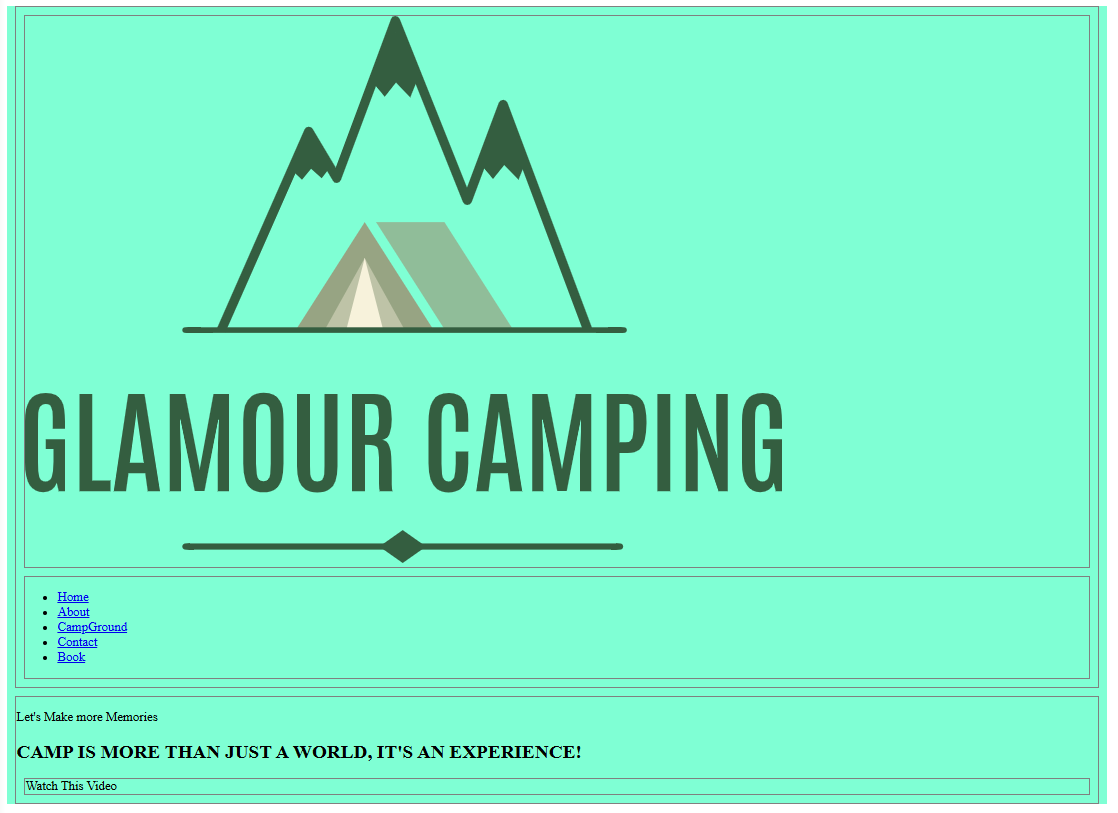 GLAMOUR CAMPING
Home
About
CampGround
Contact
Book
Let's Make more Memories
CAMP IS MORE THAN JUST A WORLD, IT'S AN EXPERIENCE!
Watch This Video